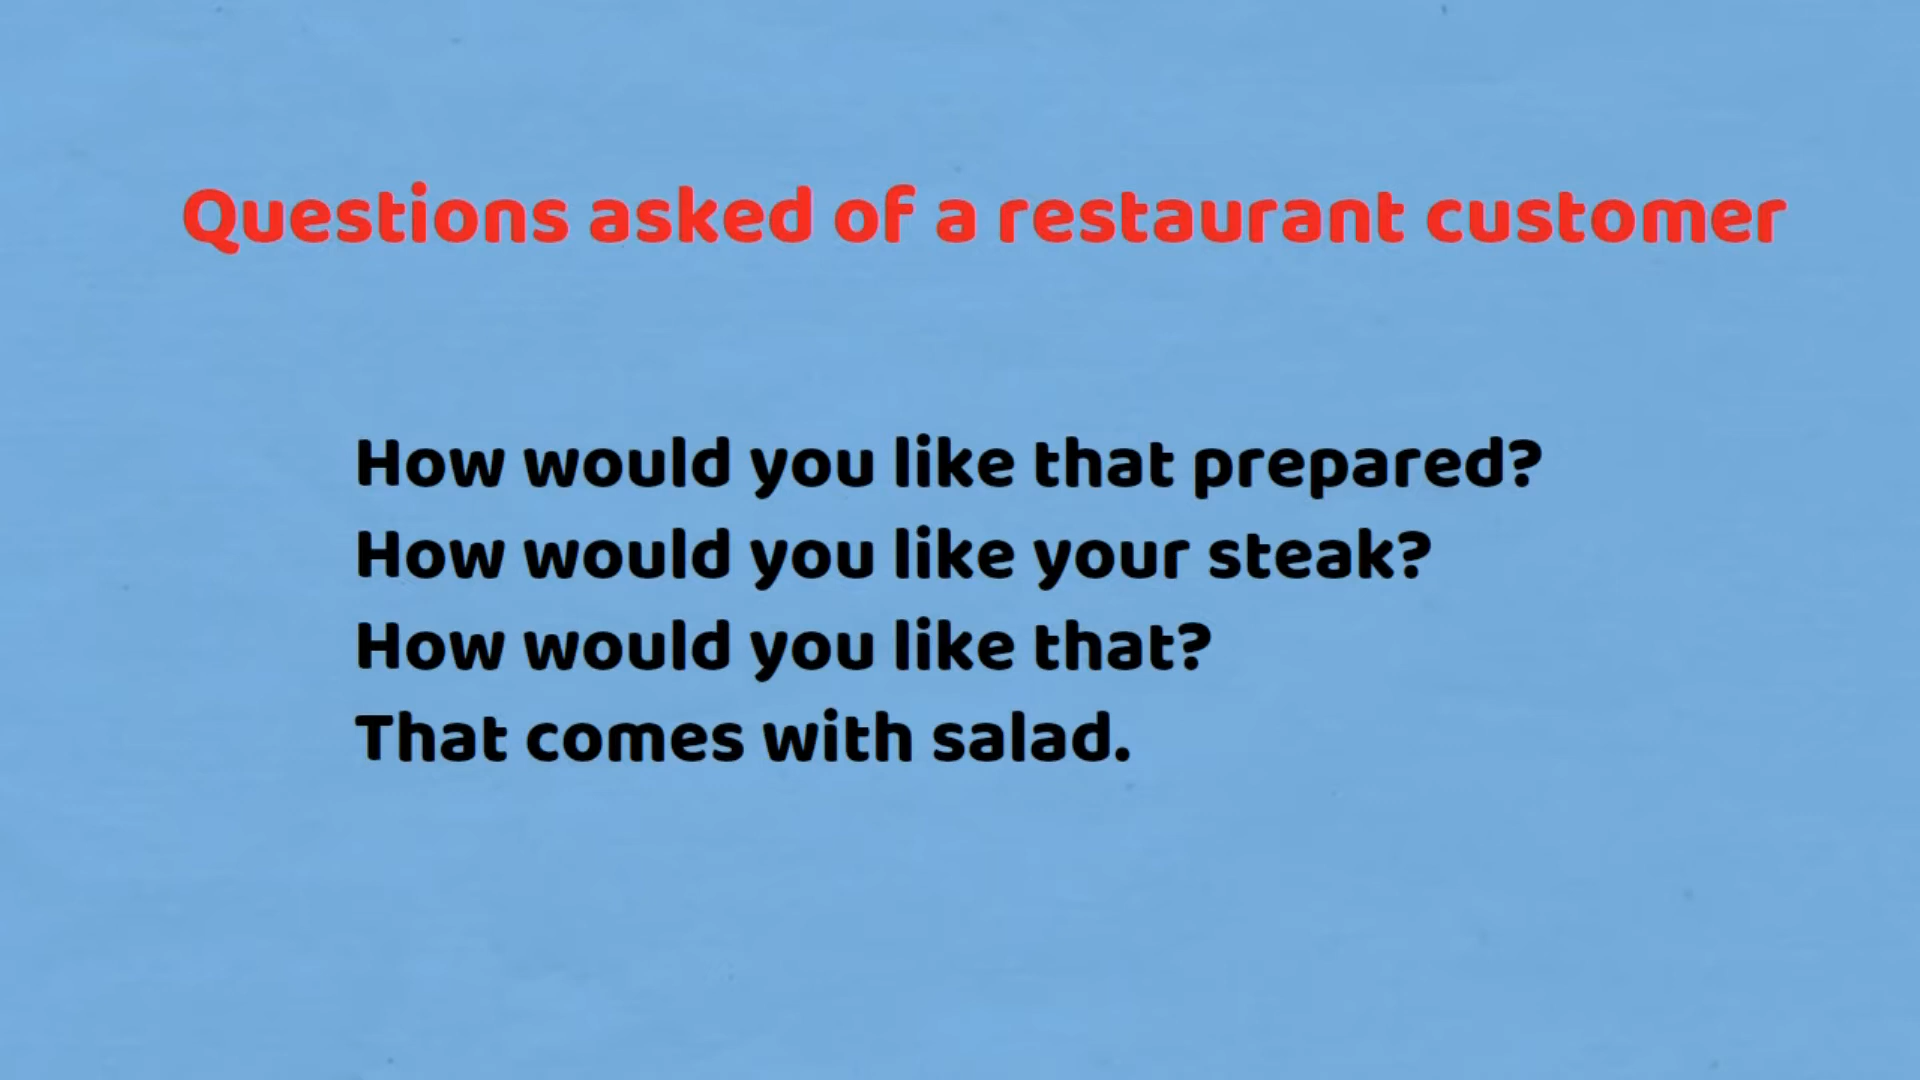 Questions asked of a restaurant customer
How would you like that prepared?
How would you like your steak?
How would you like that?
That comes with salad.